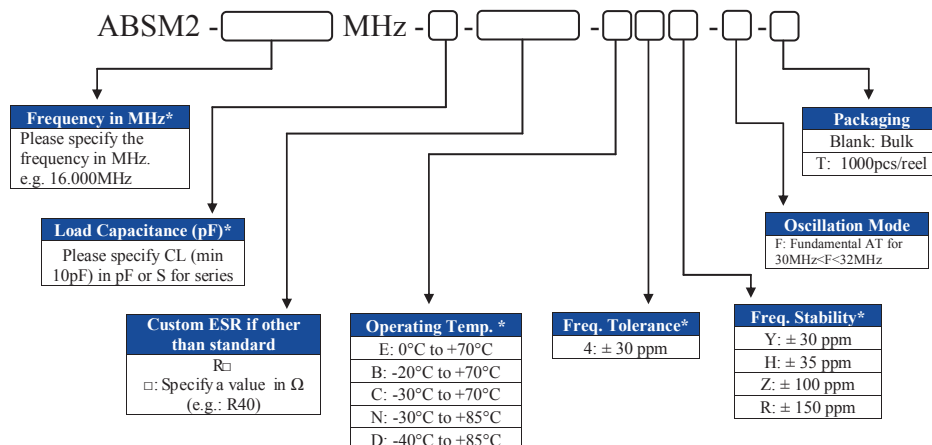 ABSM2 - MHz - - - -
Frequency in MHz*
Please specify the
frequency in MHz.
e.g. 16.000MHz
Load Capacitance (pF)*
Please specify CL (min
10pF) in pF or S for series
Custom ESR if other
than standard
R□
□: Specify a value in Ω
(e.g.: R40)
Operating Temp. *
E: 0°C to +70°C
B: -20°C to +70°C
C: -30°C to +70°C
N: -30°C to +85°C
D: -40°C to +85°C
Freq. Tolerance*
4: ± 30 ppm
Freq. Stability*
Y: ± 30 ppm
H: ± 35 ppm
Z: ± 100 ppm
R: ± 150 ppm
Oscillation Mode
F: Fundamental AT for
30MHz<F<32MHz
Packaging
Blank: Bulk
T: 1000pcs/reel